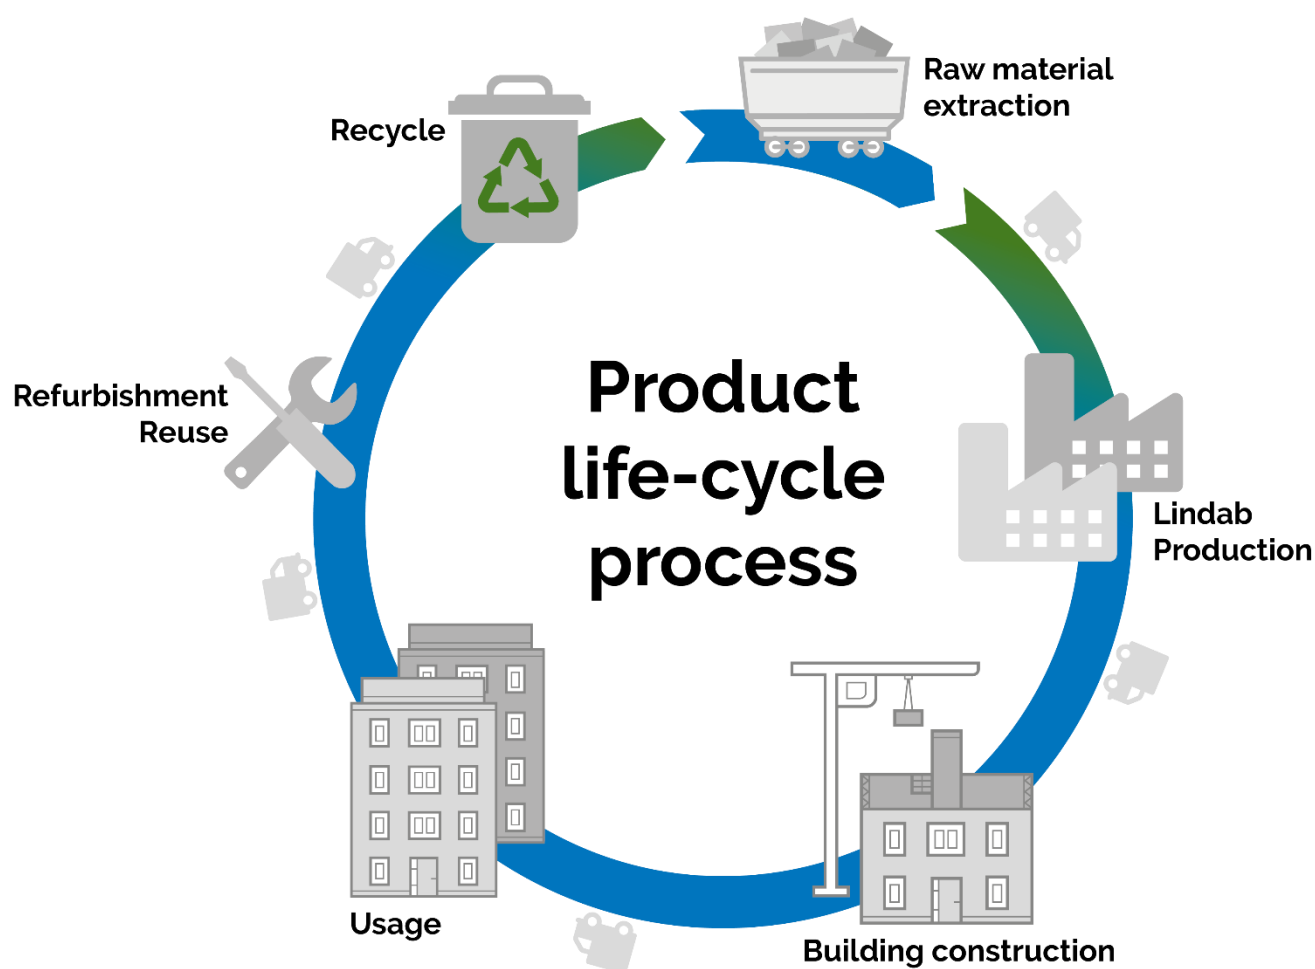 Product
life-cycle
process
Raw material
extraction
Lindab
Production
Building construction
Usage
Refurbishment
Reuse
Recycle